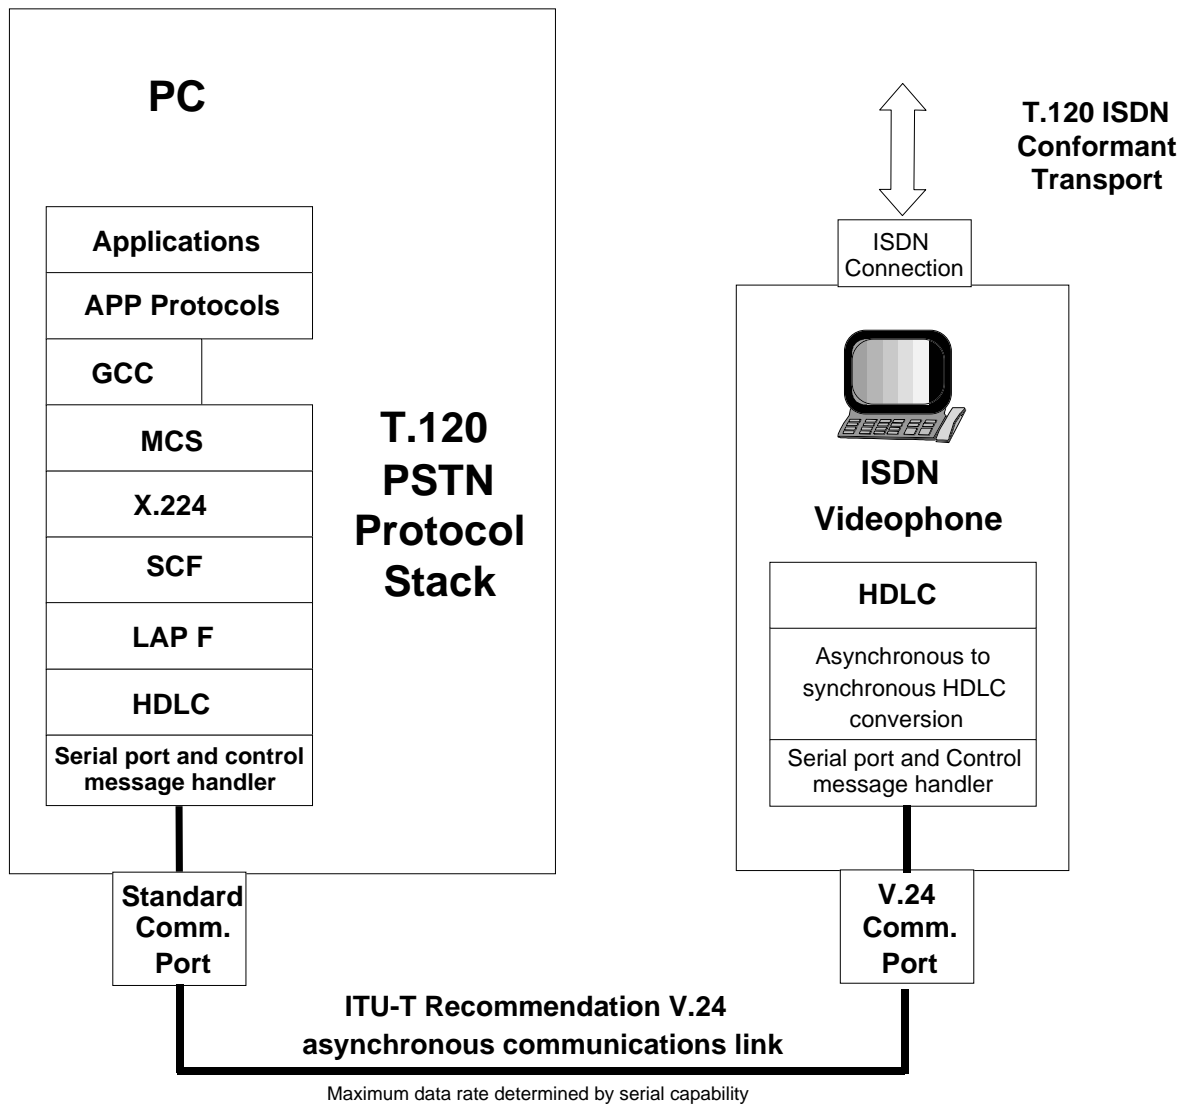 PC
Applications
APP Protocols
GCC
MCS
X.224
SCF
LAP F
HDLC
Serial port and control
message handler
T.120
PSTN
Protocol
Stack
Standard
Comm.
Port
T.120 ISDN
Conformant
Transport
ISDN
Connection
ISDN
Videophone
HDLC
Asynchronous to
synchronous HDLC
conversion
Serial port and Control
message handler
V.24
Comm.
Port
ITU-T Recommendation V.24
asynchronous communications link
Maximum data rate determined by serial capability